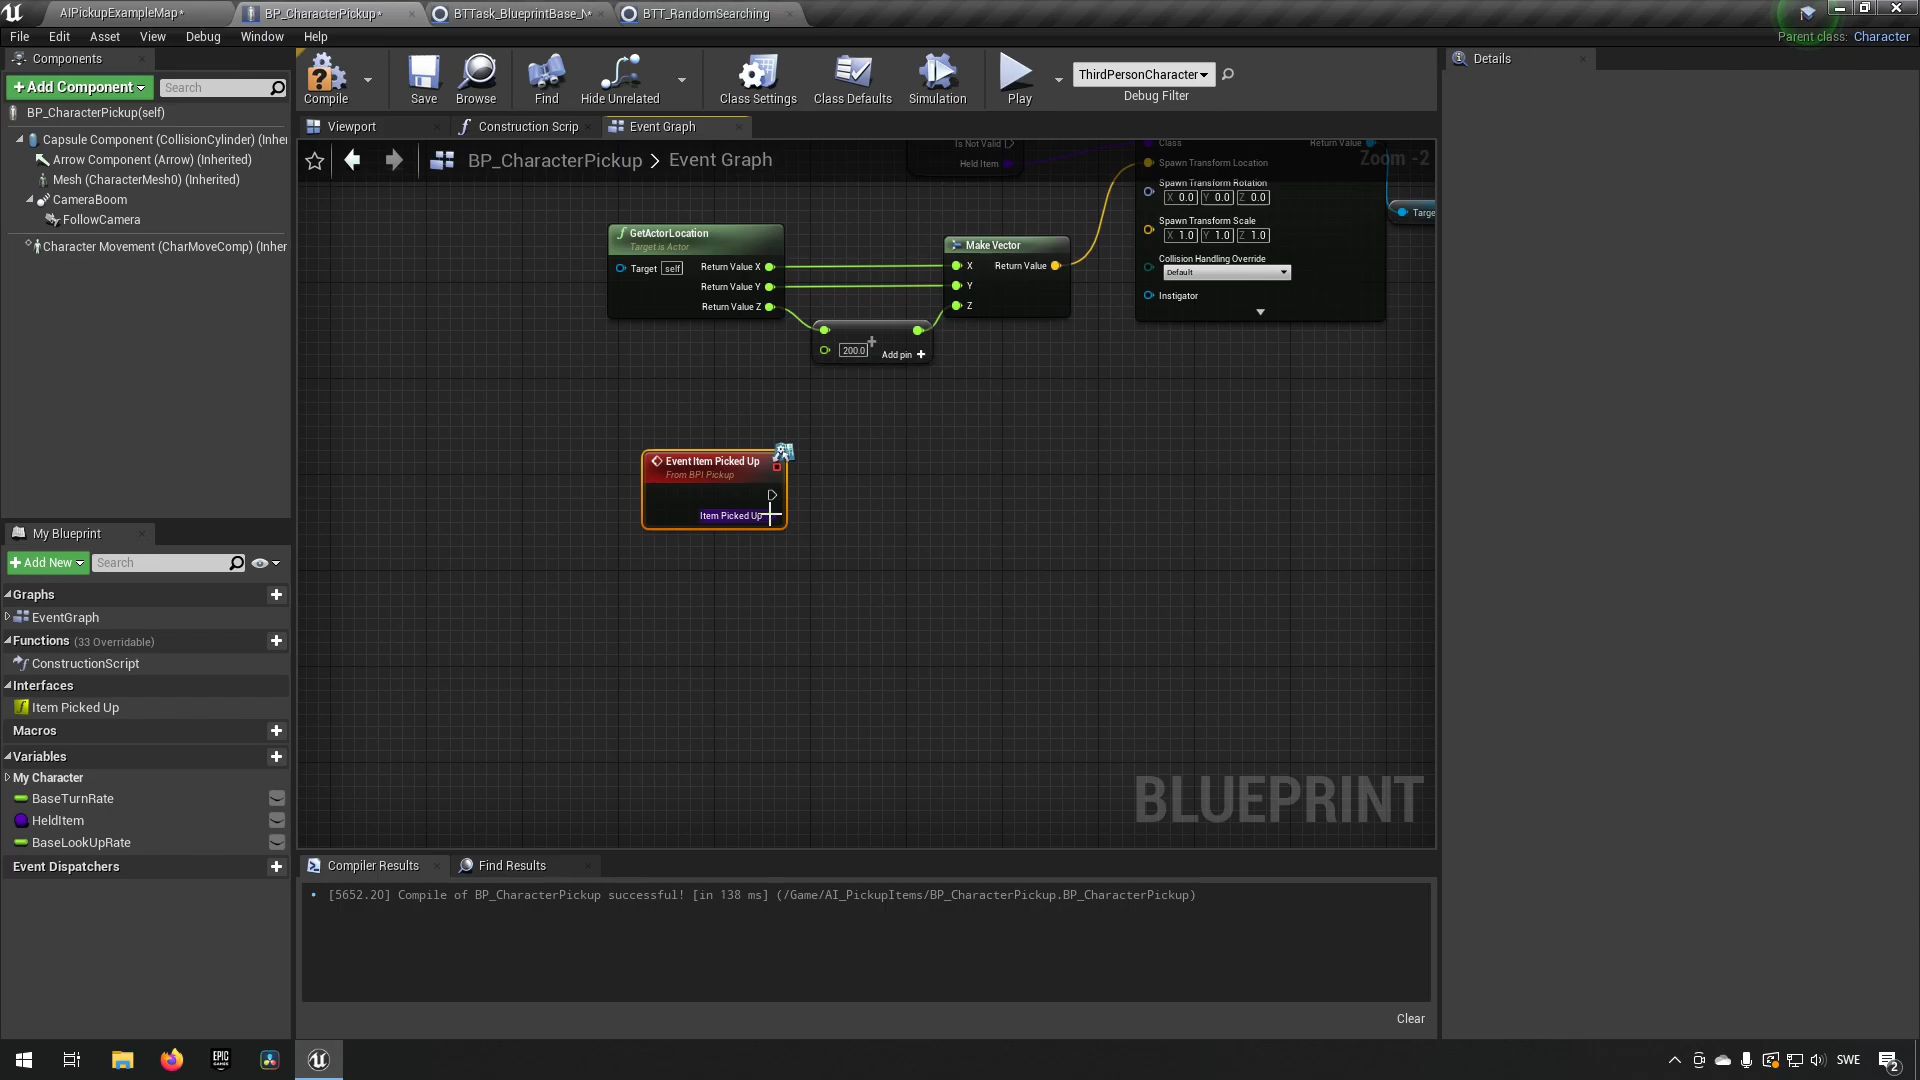 AIPickupExampleMap*
BP_CharacterPickup*
BTTask_BlueprintBase_N*
BTT_RandomSearching
File Edit Asset View Debug Window Help
Parent class: Character
Components
+Add Component
Search
BP_CharacterPickup(self)
Capsule Component (CollisionCylinder) (Inher
Arrow Component (Arrow) (Inherited)
Mesh (CharacterMesh0) (Inherited)
CameraBoom
FollowCamera
Character Movement (CharMoveComp) (Inher
Compile
Save
Browse
Find
Hide Unrelated
Class Settings
Class Defaults
Simulation
Play
ThirdPersonCharacter
Debug Filter
Details
Viewport
Construction Scrip
Event Graph
BP_CharacterPickup > Event Graph
Zoom -2
Is Not Valid
Held Item
Class
Return Value
Spawn Transform Location
Spawn Transform Rotation
X 0.0 Y 0.0 Z 0.0
Spawn Transform Scale
X 1.0 Y 1.0 Z 1.0
Collision Handling Override
Default
Instigator
Targe
GetActorLocation
Target is Actor
Target self
Return Value X
Return Value Y
Return Value Z
200.0
Add pin +
Make Vector
X
Y
Z
Return Value
Event Item Picked Up
From BPI Pickup
Item Picked Up
BLUEPRINT
My Blueprint
+Add New
Search
Graphs
EventGraph
Functions (33 Overridable)
ConstructionScript
Interfaces
Item Picked Up
Macros
Variables
My Character
BaseTurnRate
HeldItem
BaseLookUpRate
Event Dispatchers
Compiler Results
Find Results
[5652.20] Compile of BP_CharacterPickup successful! [in 138 ms] (/Game/AI_PickupItems/BP_CharacterPickup.BP_CharacterPickup)
Clear
EPIC
GAMES
SWE
2